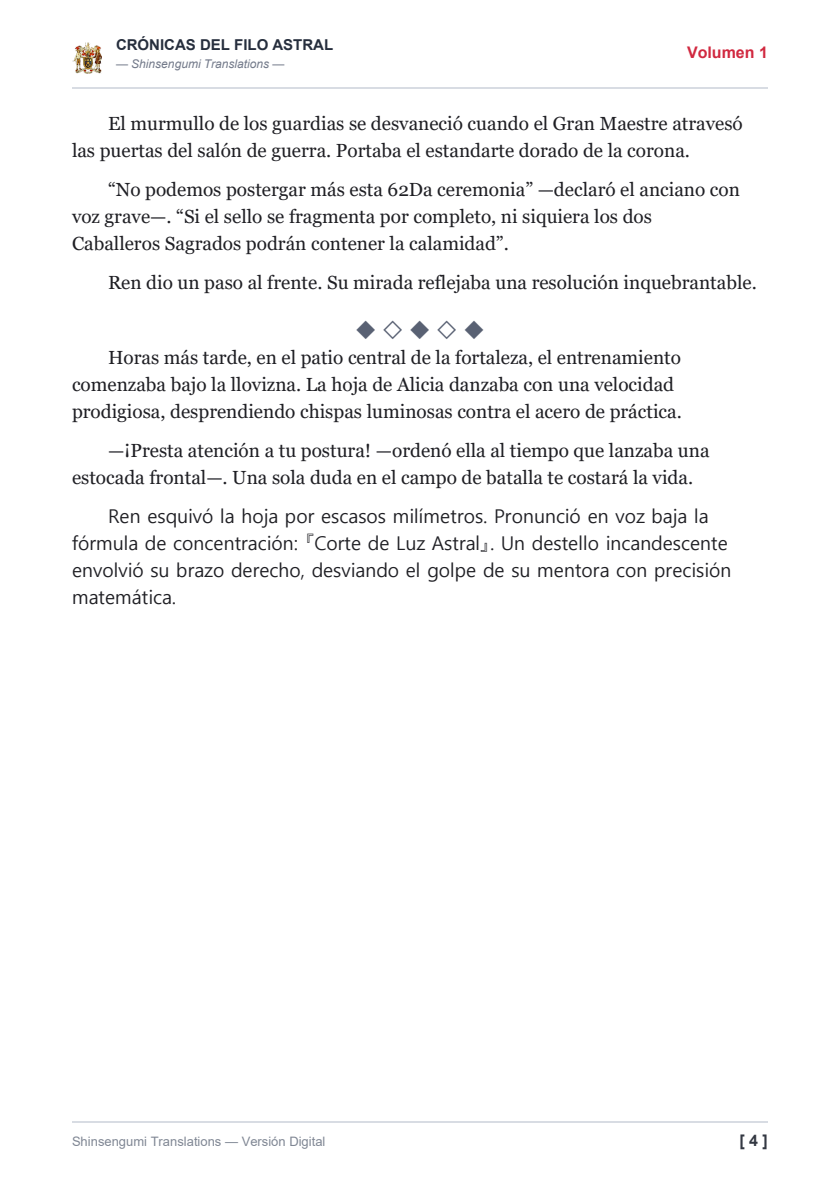 CRÓNICAS DEL FILO ASTRAL
— Shinsengumi Translations —
Volumen 1
El murmullo de los guardias se desvaneció cuando el Gran Maestre atravesó
las puertas del salón de guerra. Portaba el estandarte dorado de la corona.
“No podemos postergar más esta 62Da ceremonia” —declaró el anciano con
voz grave—. “Si el sello se fragmenta por completo, ni siquiera los dos
Caballeros Sagrados podrán contener la calamidad”.
Ren dio un paso al frente. Su mirada reflejaba una resolución inquebrantable.
◆ ◇ ◆ ◇ ◆
Horas más tarde, en el patio central de la fortaleza, el entrenamiento
comenzaba bajo la llovizna. La hoja de Alicia danzaba con una velocidad
prodigiosa, desprendiendo chispas luminosas contra el acero de práctica.
—¡Presta atención a tu postura! —ordenó ella al tiempo que lanzaba una
estocada frontal—. Una sola duda en el campo de batalla te costará la vida.
Ren esquivó la hoja por escasos milímetros. Pronunció en voz baja la
fórmula de concentración: 『Corte de Luz Astral』. Un destello incandescente
envolvió su brazo derecho, desviando el golpe de su mentora con precisión
matemática.
Shinsengumi Translations — Versión Digital
[ 4 ]